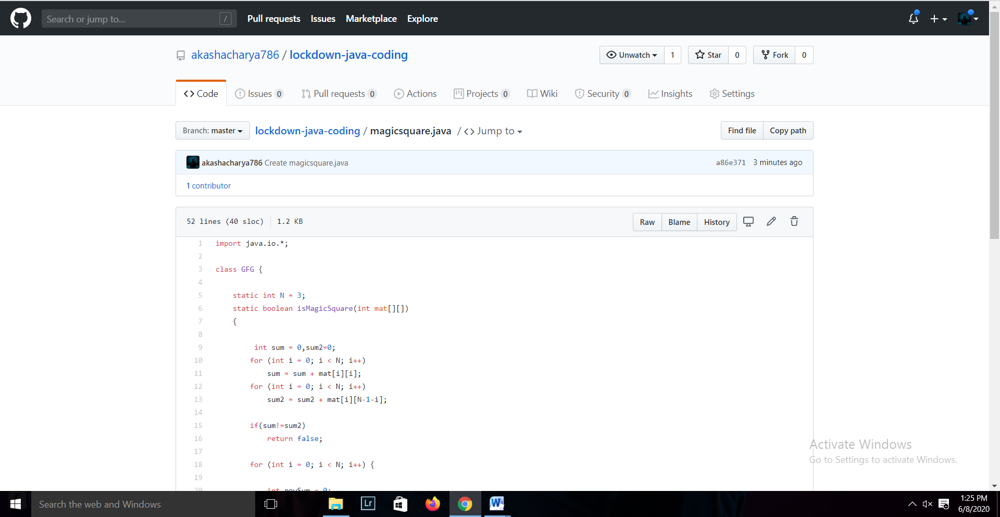 Search or jump to... / Pull requests Issues Marketplace Explore
akashacharya786 / lockdown-java-coding Unwatch 1 Star 0 Fork 0
Code Issues 0 Pull requests 0 Actions Projects 0 Wiki Security 0 Insights Settings
Branch: master lockdown-java-coding / magicsquare.java / <> Jump to Find file Copy path
akashacharya786 Create magicsquare.java a86e371 3 minutes ago
1 contributor
52 lines (40 sloc) 1.2 KB Raw Blame History
1 import java.io.*;
2
3 class GFG {
4
5 static int N = 3;
6 static boolean isMagicSquare(int mat[][])
7 {
8
9 int sum = 0,sum2=0;
10 for (int i = 0; i < N; i++)
11 sum = sum + mat[i][i];
12 for (int i = 0; i < N; i++)
13 sum2 = sum2 + mat[i][N-1-i];
14
15 if(sum!=sum2)
16 return false;
17
18 for (int i = 0; i < N; i++) {
19
20 int rowSum = 0;
Activate Windows
Go to Settings to activate Windows.
Search the web and Windows Lr W 1:25 PM
6/8/2020